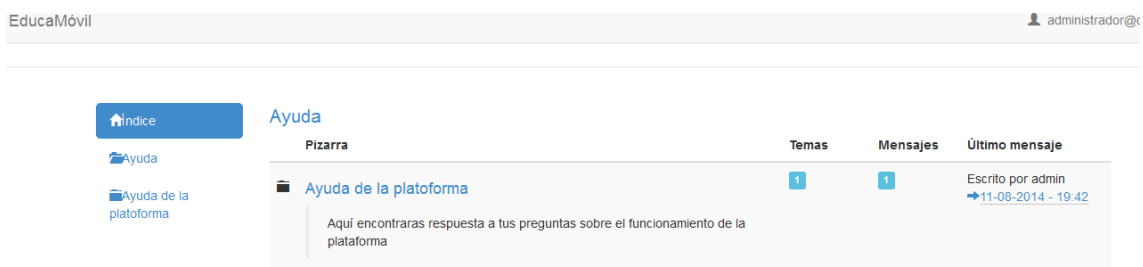 EducaMóvil
administrador@
Índice
Ayuda
Ayuda de la
plataforma
Ayuda
Pizarra Temas Mensajes Último mensaje
Ayuda de la plotoforma 1 1 Escrito por admin
11-08-2014 - 19:42
Aquí encontraras respuesta a tus preguntas sobre el funcionamiento de la
plataforma